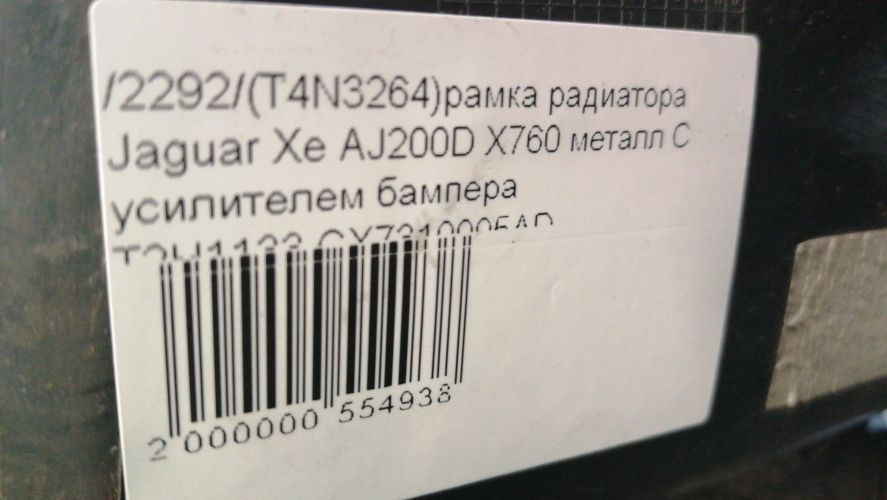 /2292/(T4N3264)рамка радиатора
Jaguar Xe AJ200D X760 металл С
усилителем бампера
2 000000 554938